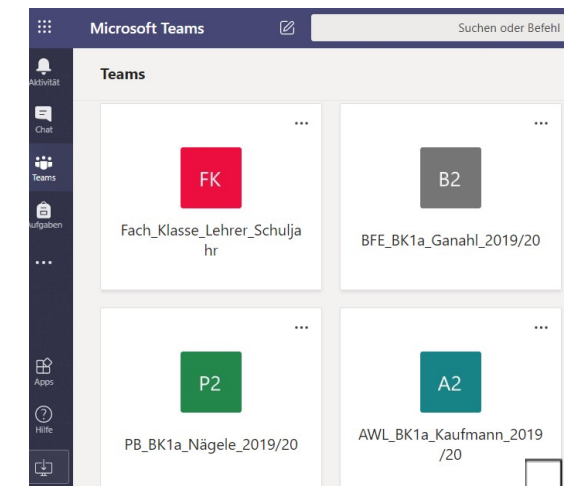 Microsoft Teams
Suchen oder Befehl
Aktivität
Teams
Chat
Teams
Aufgaben
FK
Fach_Klasse_Lehrer_Schulja
hr
B2
BFE_BK1a_Ganahl_2019/20
P2
PB_BK1a_Nägele_2019/20
A2
AWL_BK1a_Kaufmann_2019
/20
Apps
Hilfe